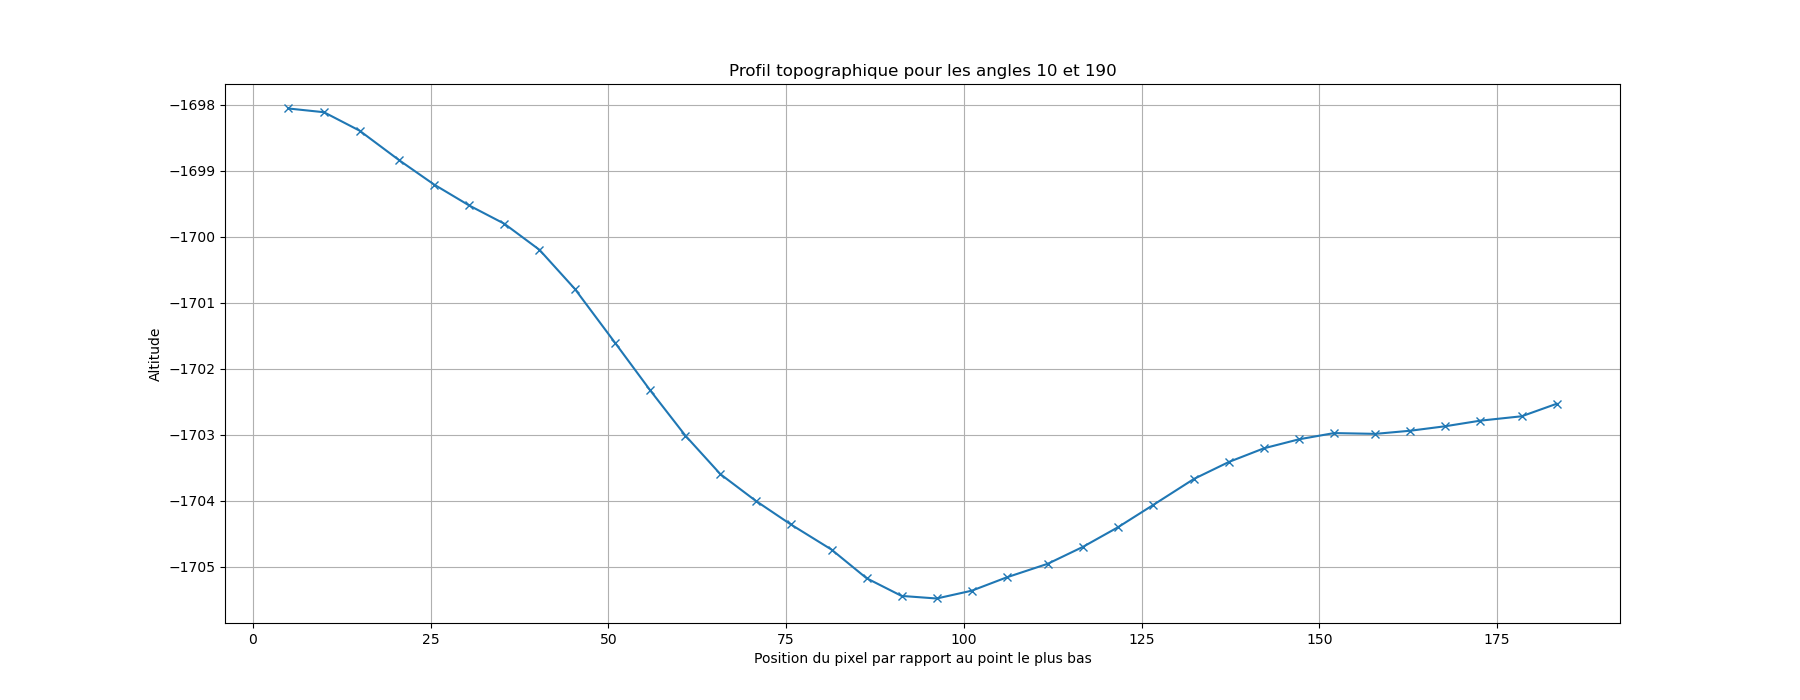 Profil topographique pour les angles 10 et 190
Altitude
−1698
−1699
−1700
−1701
−1702
−1703
−1704
−1705
0 25 50 75 100 125 150 175
Position du pixel par rapport au point le plus bas